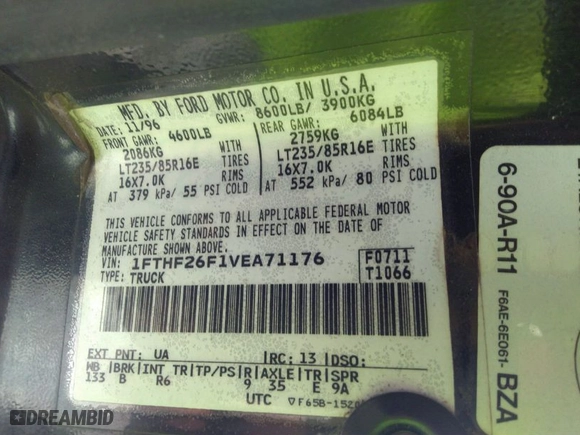 MFD. BY FORD MOTOR CO. IN U.S.A.
DATE: 11/96 GVWR: 8600LB/ 3900KG
FRONT GAWR: 4600LB REAR GAWR: 6084LB
2086KG WITH 2759KG WITH
LT235/85R16E TIRES LT235/85R16E TIRES
16X7.0K RIMS 16X7.0K RIMS
AT 379 kPa/ 55 PSI COLD AT 552 kPa/ 80 PSI COLD
THIS VEHICLE CONFORMS TO ALL APPLICABLE FEDERAL MOTOR
VEHICLE SAFETY STANDARDS IN EFFECT ON THE DATE OF
MANUFACTURE SHOWN ABOVE.
VIN: 1FTHF26F1VEA71176 F0711
TYPE: TRUCK T1066
EXT PNT: UA RC: 13 DSO:
WB BRK INT TR TP/PS R AXLE TR SPR
133 B R6 9 35 E 9A
UTC
6-90A-R11 F6AE-6E061-BZA
©DREAMBID